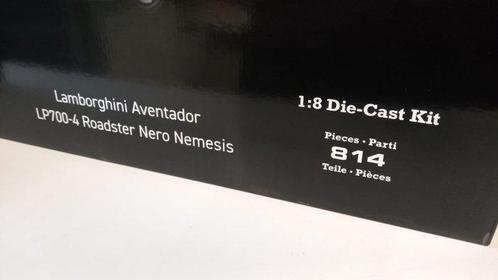 Lamborghini Aventador
LP700-4 Roadster Nero Nemesis
1:8 Die-Cast Kit
Pieces • Parti
814
Teile • Pièces